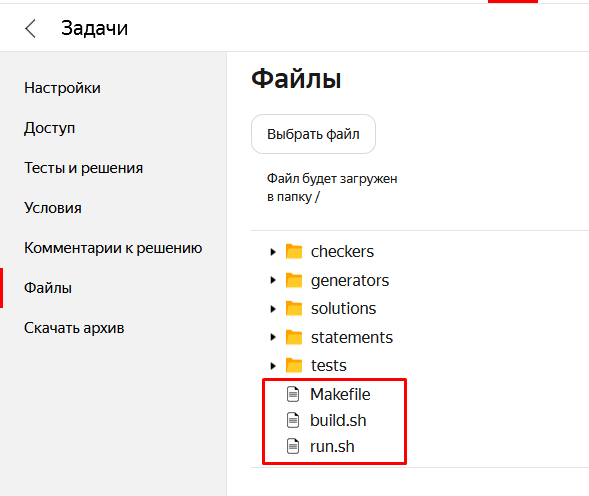 Задачи
Настройки
Доступ
Тесты и решения
Условия
Комментарии к решению
Файлы
Скачать архив
Файлы
Выбрать файл
Файл будет загружен
в папку /
checkers
generators
solutions
statements
tests
Makefile
build.sh
run.sh